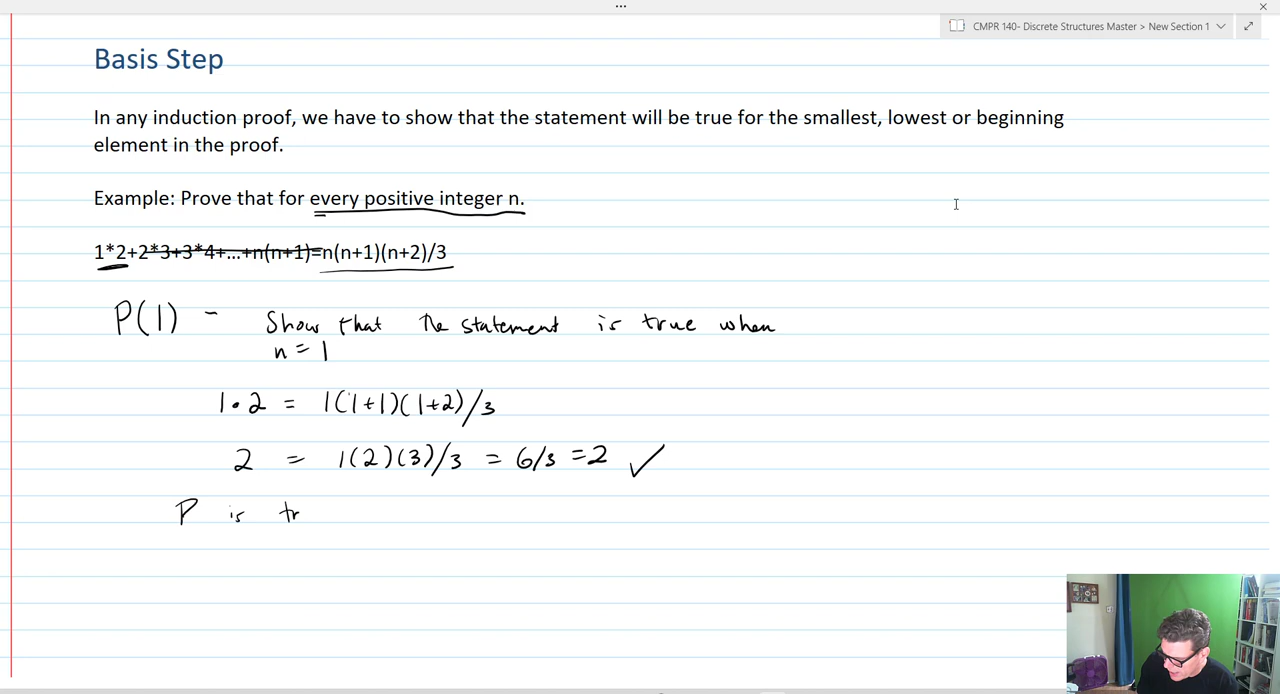 ...
CMPR 140- Discrete Structures Master > New Section 1
Basis Step
In any induction proof, we have to show that the statement will be true for the smallest, lowest or beginning
element in the proof.
Example: Prove that for every positive integer n.
1*2+2*3+3*4+...+n(n+1)=n(n+1)(n+2)/3
P(1) - Show that the statement is true when
n = 1
1 • 2 = 1(1+1)(1+2)/3
2 = 1(2)(3)/3 = 6/3 = 2 ✓
P is tr